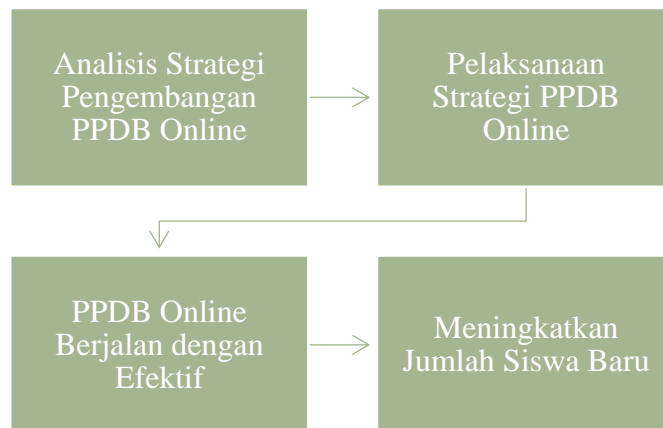 Analisis Strategi
Pengembangan
PPDB Online
Pelaksanaan
Strategi PPDB
Online
PPDB Online
Berjalan dengan
Efektif
Meningkatkan
Jumlah Siswa Baru